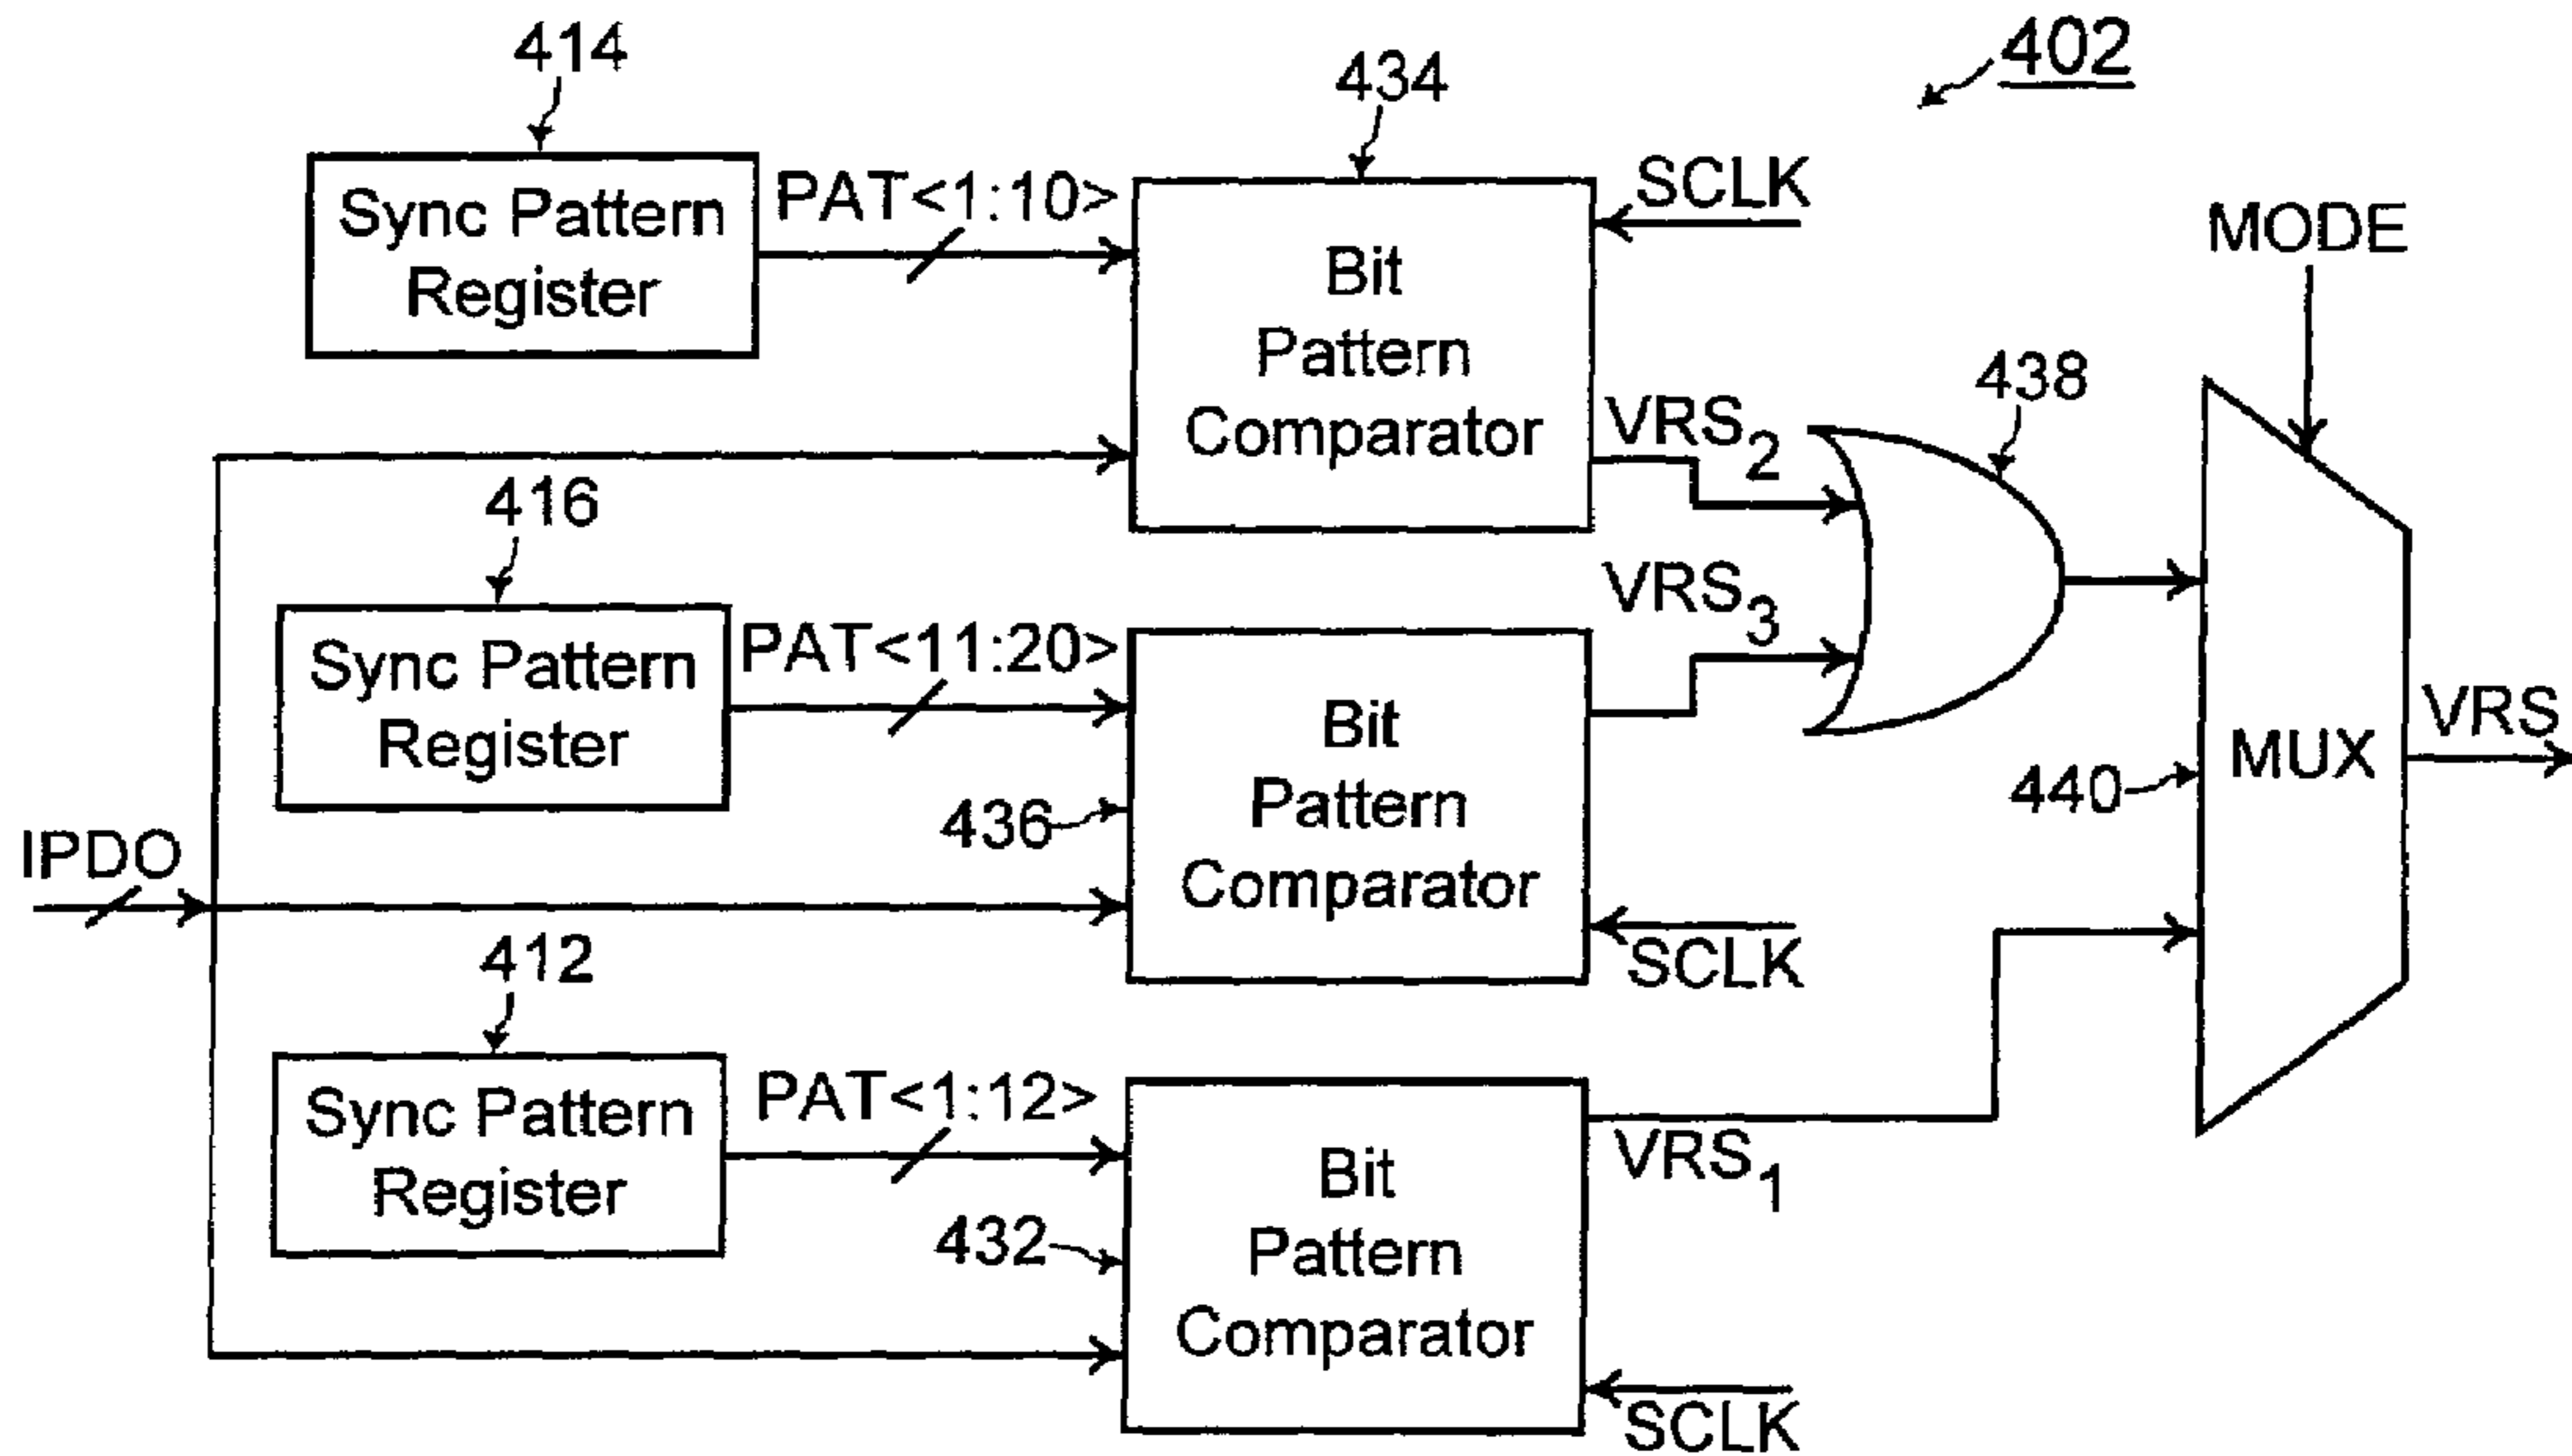 414
434
402
Sync Pattern
Register
PAT<1:10>
Bit
Pattern
Comparator
SCLK
MODE
438
VRS2
416
Sync Pattern
Register
PAT<11:20>
VRS3
Bit
Pattern
Comparator
436
SCLK
MUX
440
VRS
IPDO
412
Sync Pattern
Register
PAT<1:12>
Bit
Pattern
Comparator
432
VRS1
SCLK